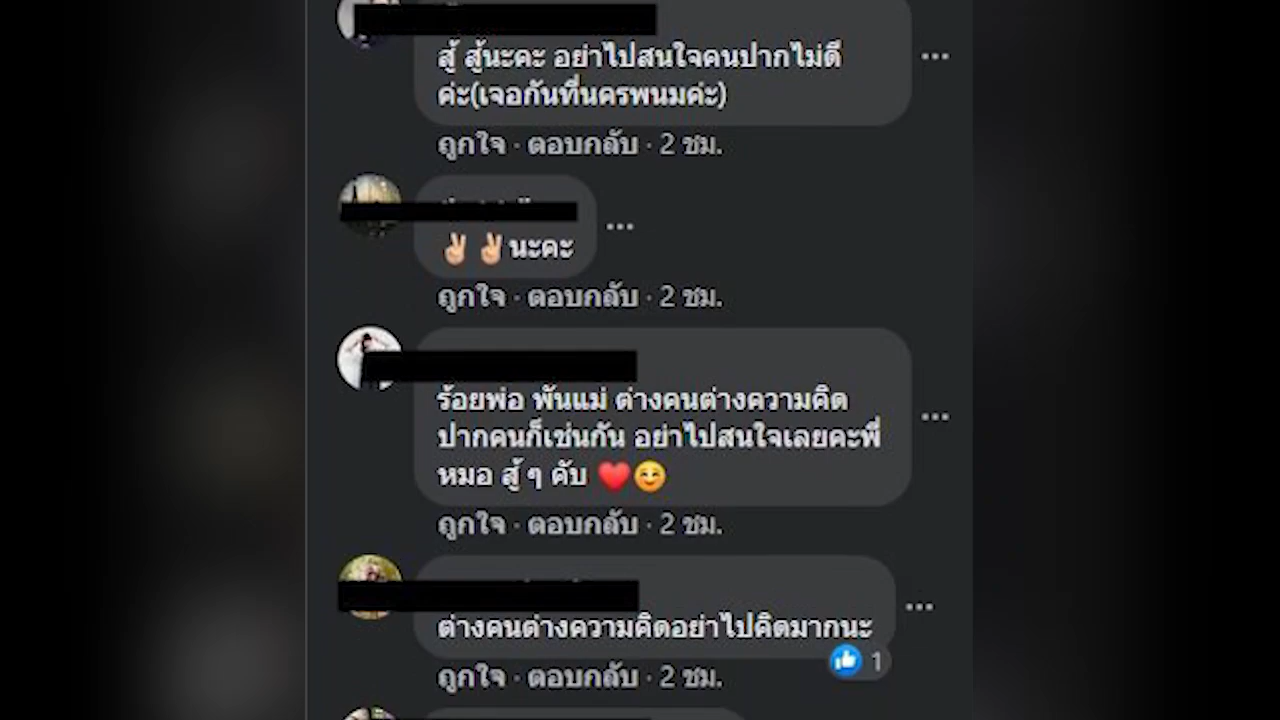 สู้ สู้นะคะ อย่าไปสนใจคนปากไม่ดี
ค่ะ(เจอกันที่นครพนมค่ะ)
ถูกใจ · ตอบกลับ · 2 ชม.
✌🏻✌🏻นะคะ
ถูกใจ · ตอบกลับ · 2 ชม.
ร้อยพ่อ พันแม่ ต่างคนต่างความคิด
ปากคนก็เช่นกัน อย่าไปสนใจเลยคะพี่
หมอ สู้ ๆ คับ ❤️😊
ถูกใจ · ตอบกลับ · 2 ชม.
ต่างคนต่างความคิดอย่าไปคิดมากนะ
1
ถูกใจ · ตอบกลับ · 2 ชม.